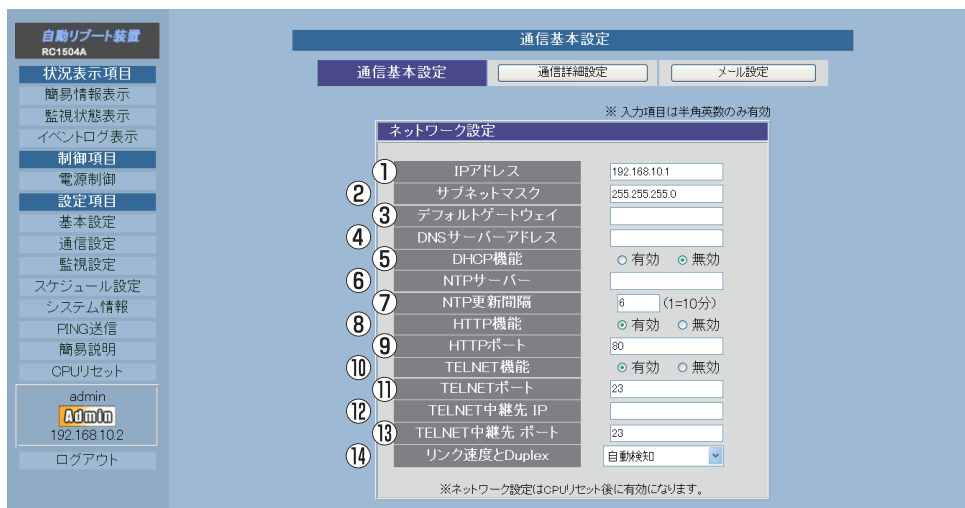 自動リブート装置
RC1504A
状況表示項目
簡易情報表示
監視状態表示
イベントログ表示
制御項目
電源制御
設定項目
基本設定
通信設定
監視設定
スケジュール設定
システム情報
PING送信
簡易説明
CPUリセット
admin
Admin
192.168.10.2
ログアウト
通信基本設定
通信基本設定 通信詳細設定 メール設定
※ 入力項目は半角英数のみ有効
ネットワーク設定
① IPアドレス 192.168.10.1
② サブネットマスク 255.255.255.0
③ デフォルトゲートウェイ
④ DNSサーバーアドレス
⑤ DHCP機能 有効 無効
⑥ NTPサーバー
⑦ NTP更新間隔 6 (1=10分)
⑧ HTTP機能 有効 無効
⑨ HTTPポート 80
⑩ TELNET機能 有効 無効
⑪ TELNETポート 23
⑫ TELNET中継先 IP
⑬ TELNET中継先 ポート 23
⑭ リンク速度とDuplex 自動検知
※ネットワーク設定はCPUリセット後に有効になります。